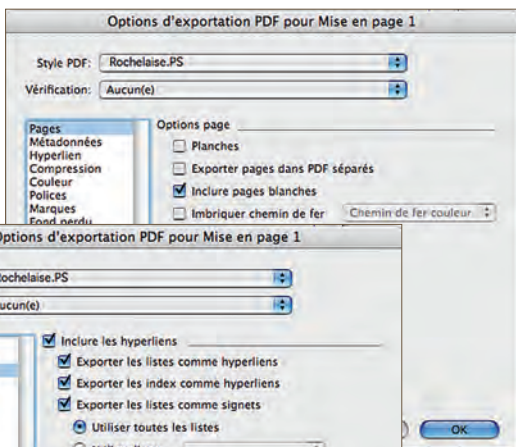 Options d'exportation PDF pour Mise en page 1
Style PDF: Rochelaise.PS
Vérification: Aucun(e)
Pages
Métadonnées
Hyperlien
Compression
Couleur
Polices
Marques
Fond perdu
Options page
Planches
Exporter pages dans PDF séparés
Inclure pages blanches
Imbriquer chemin de fer Chemin de fer couleur
Options d'exportation PDF pour Mise en page 1
ochelaise.PS
ucun(e)
Inclure les hyperliens
Exporter les listes comme hyperliens
Exporter les index comme hyperliens
Exporter les listes comme signets
Utiliser toutes les listes
OK